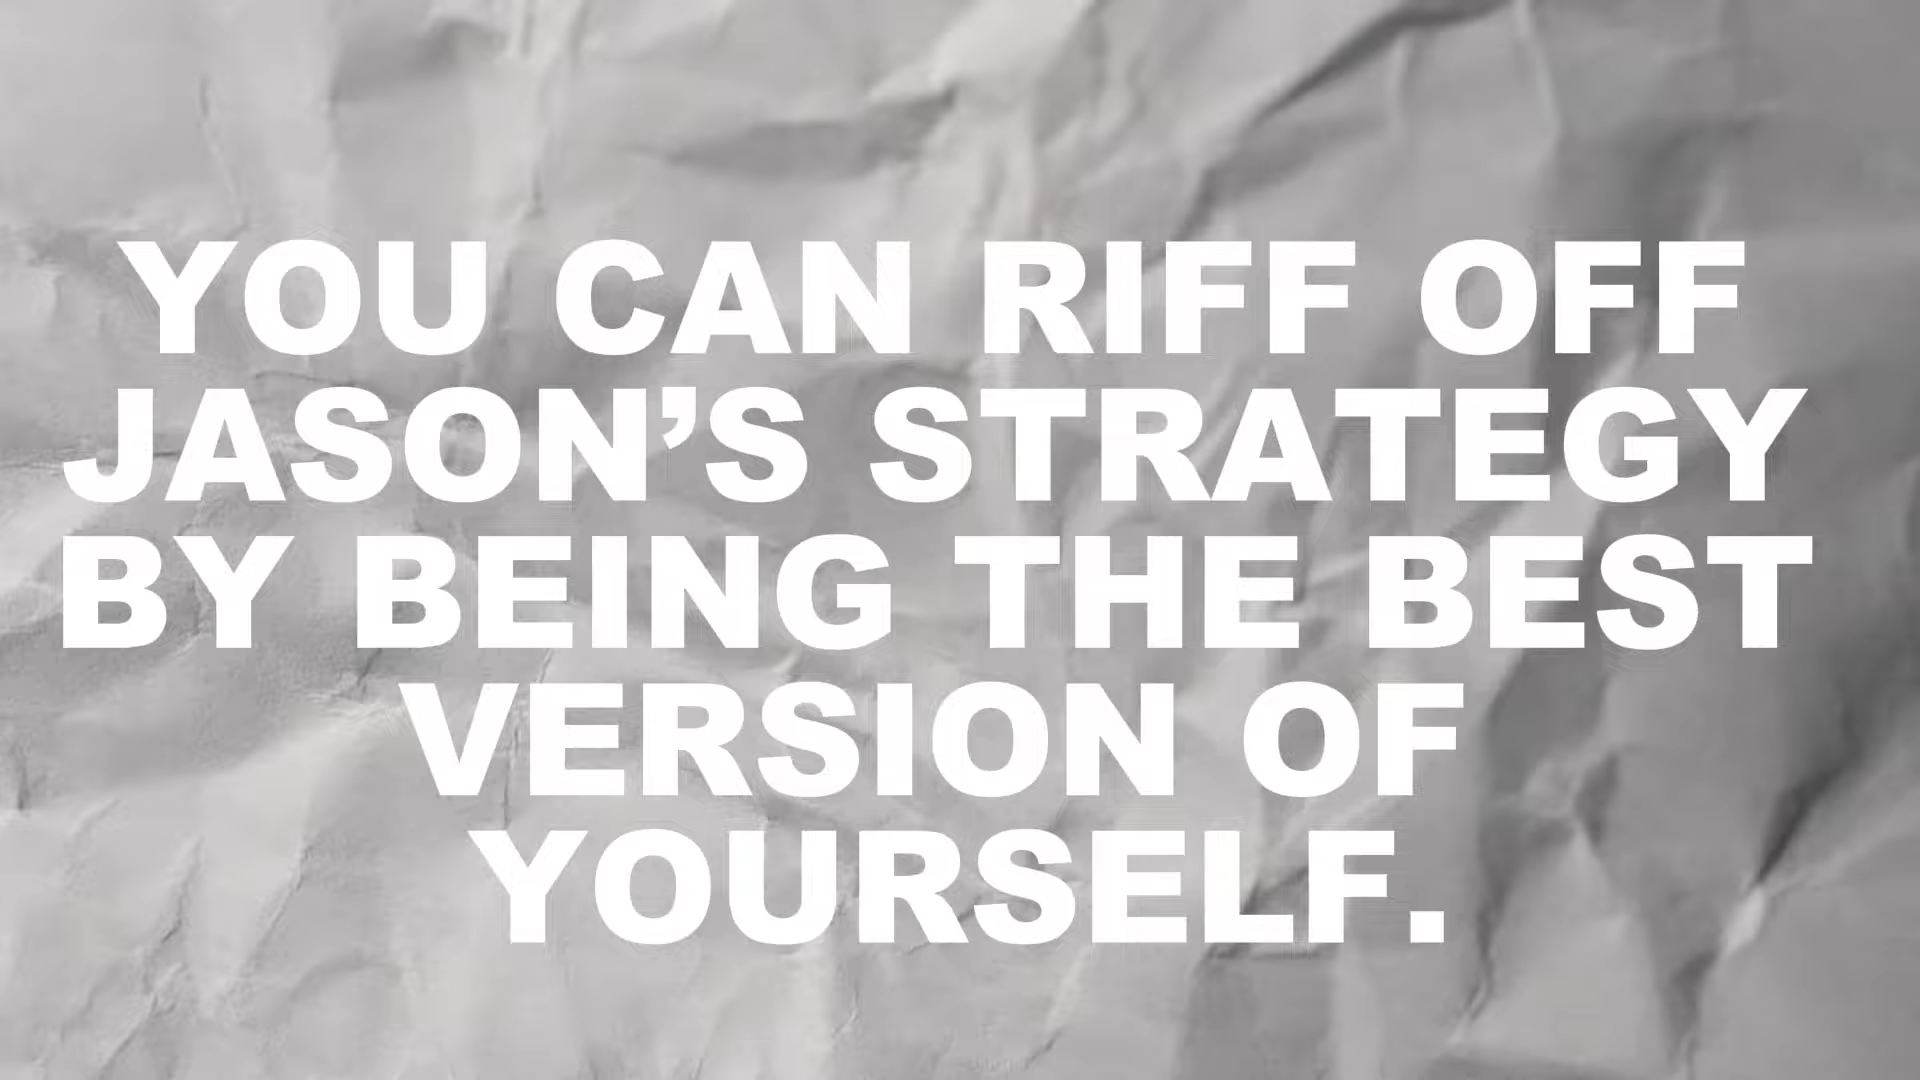 YOU CAN RIFF OFF
JASON’S STRATEGY
BY BEING THE BEST
VERSION OF
YOURSELF.